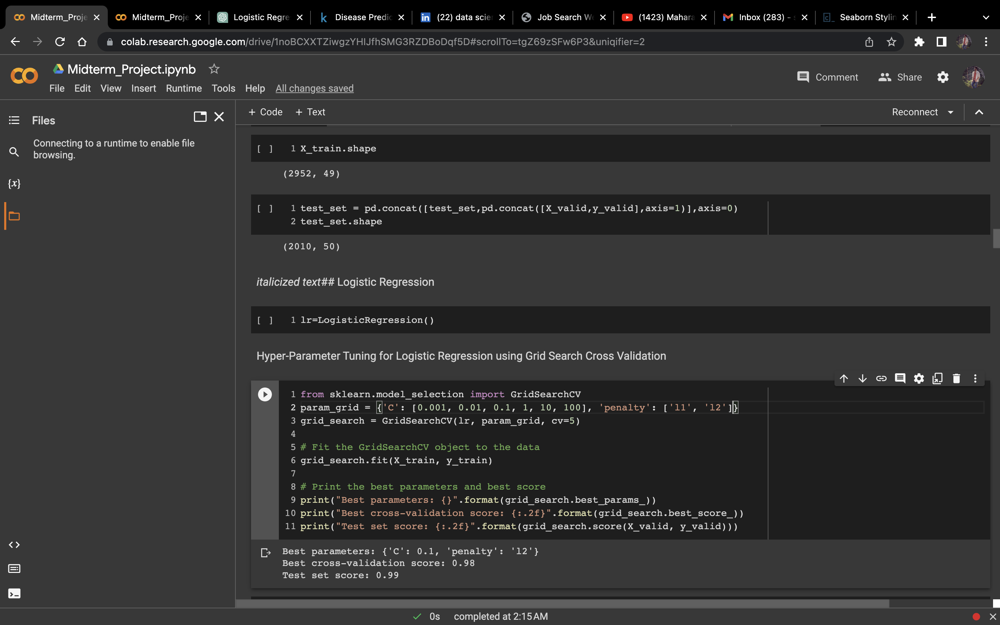 Midterm_Proje
Midterm_Proje
Logistic Regre
Disease Predic
(22) data scien
Job Search We
(1423) Mahara
Inbox (283) -
Seaborn Stylin
colab.research.google.com/drive/1noBCXXTZiwgzYHIJfhSMG3RZDBoDqf5D#scrollTo=tgZ69zSFw6P3&uniqifier=2
Midterm_Project.ipynb
File Edit View Insert Runtime Tools Help All changes saved
Comment Share
Files
Connecting to a runtime to enable file
browsing.
{x}
+ Code + Text
Reconnect
[ ] 1 X_train.shape
(2952, 49)
[ ] 1 test_set = pd.concat([test_set,pd.concat([X_valid,y_valid],axis=1)],axis=0)
2 test_set.shape
(2010, 50)
italicized text## Logistic Regression
[ ] 1 lr=LogisticRegression()
Hyper-Parameter Tuning for Logistic Regression using Grid Search Cross Validation
1 from sklearn.model_selection import GridSearchCV
2 param_grid = {'C': [0.001, 0.01, 0.1, 1, 10, 100], 'penalty': ['l1', 'l2']}
3 grid_search = GridSearchCV(lr, param_grid, cv=5)
4
5 # Fit the GridSearchCV object to the data
6 grid_search.fit(X_train, y_train)
7
8 # Print the best parameters and best score
9 print("Best parameters: {}".format(grid_search.best_params_))
10 print("Best cross-validation score: {:.2f}".format(grid_search.best_score_))
11 print("Test set score: {:.2f}".format(grid_search.score(X_valid, y_valid)))
Best parameters: {'C': 0.1, 'penalty': 'l2'}
Best cross-validation score: 0.98
Test set score: 0.99
0s completed at 2:15 AM